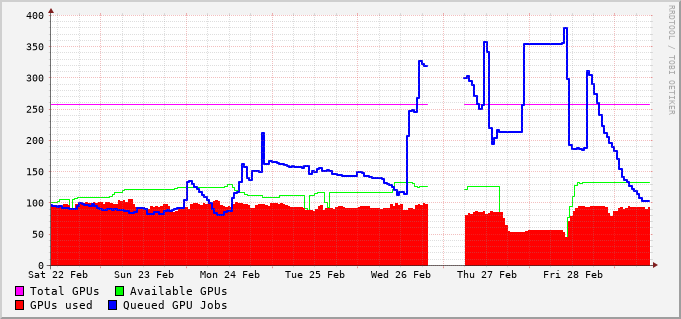 400
350
300
250
200
150
100
50
0
Sat 22 Feb Sun 23 Feb Mon 24 Feb Tue 25 Feb Wed 26 Feb Thu 27 Feb Fri 28 Feb
Total GPUs Available GPUs
GPUs used Queued GPU Jobs
RRDTOOL / TOBI OETIKER